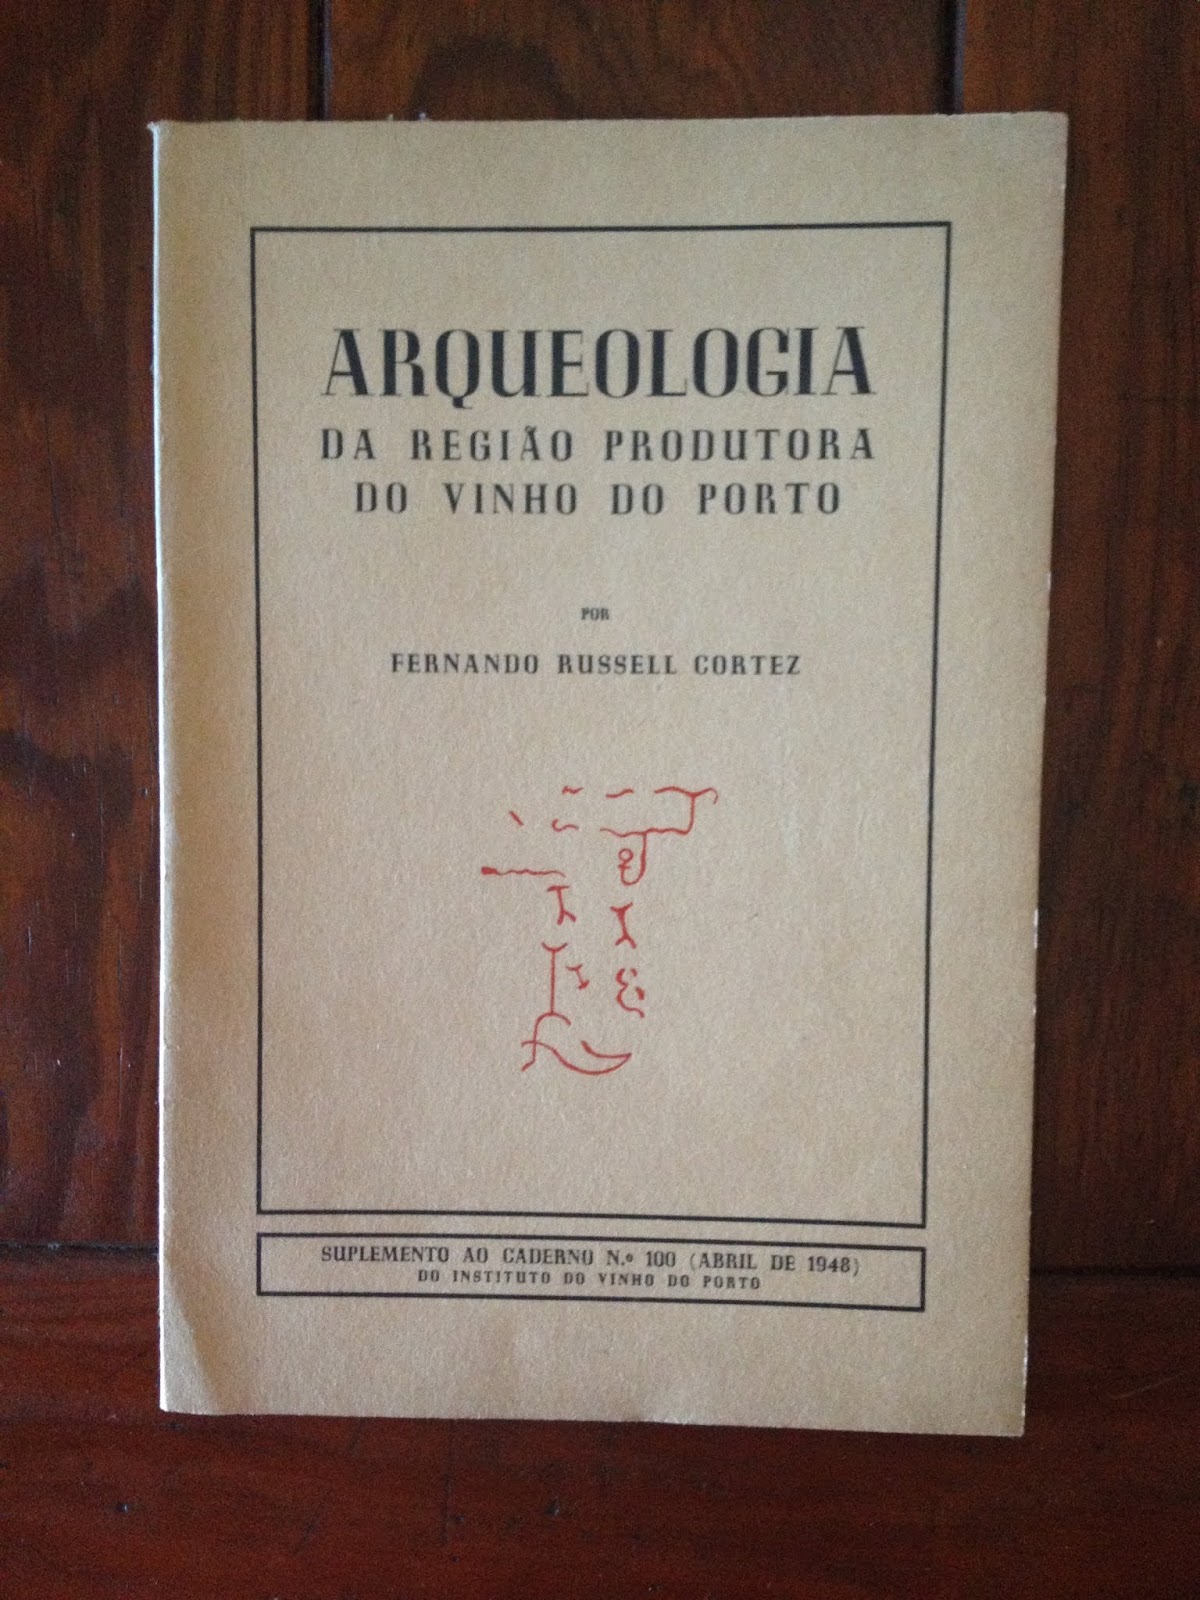 ARQUEOLOGIA
DA REGIÃO PRODUTORA
DO VINHO DO PORTO
POR
FERNANDO RUSSELL CORTEZ
SUPLEMENTO AO CADERNO N.º 100 (ABRIL DE 1948)
DO INSTITUTO DO VINHO DO PORTO